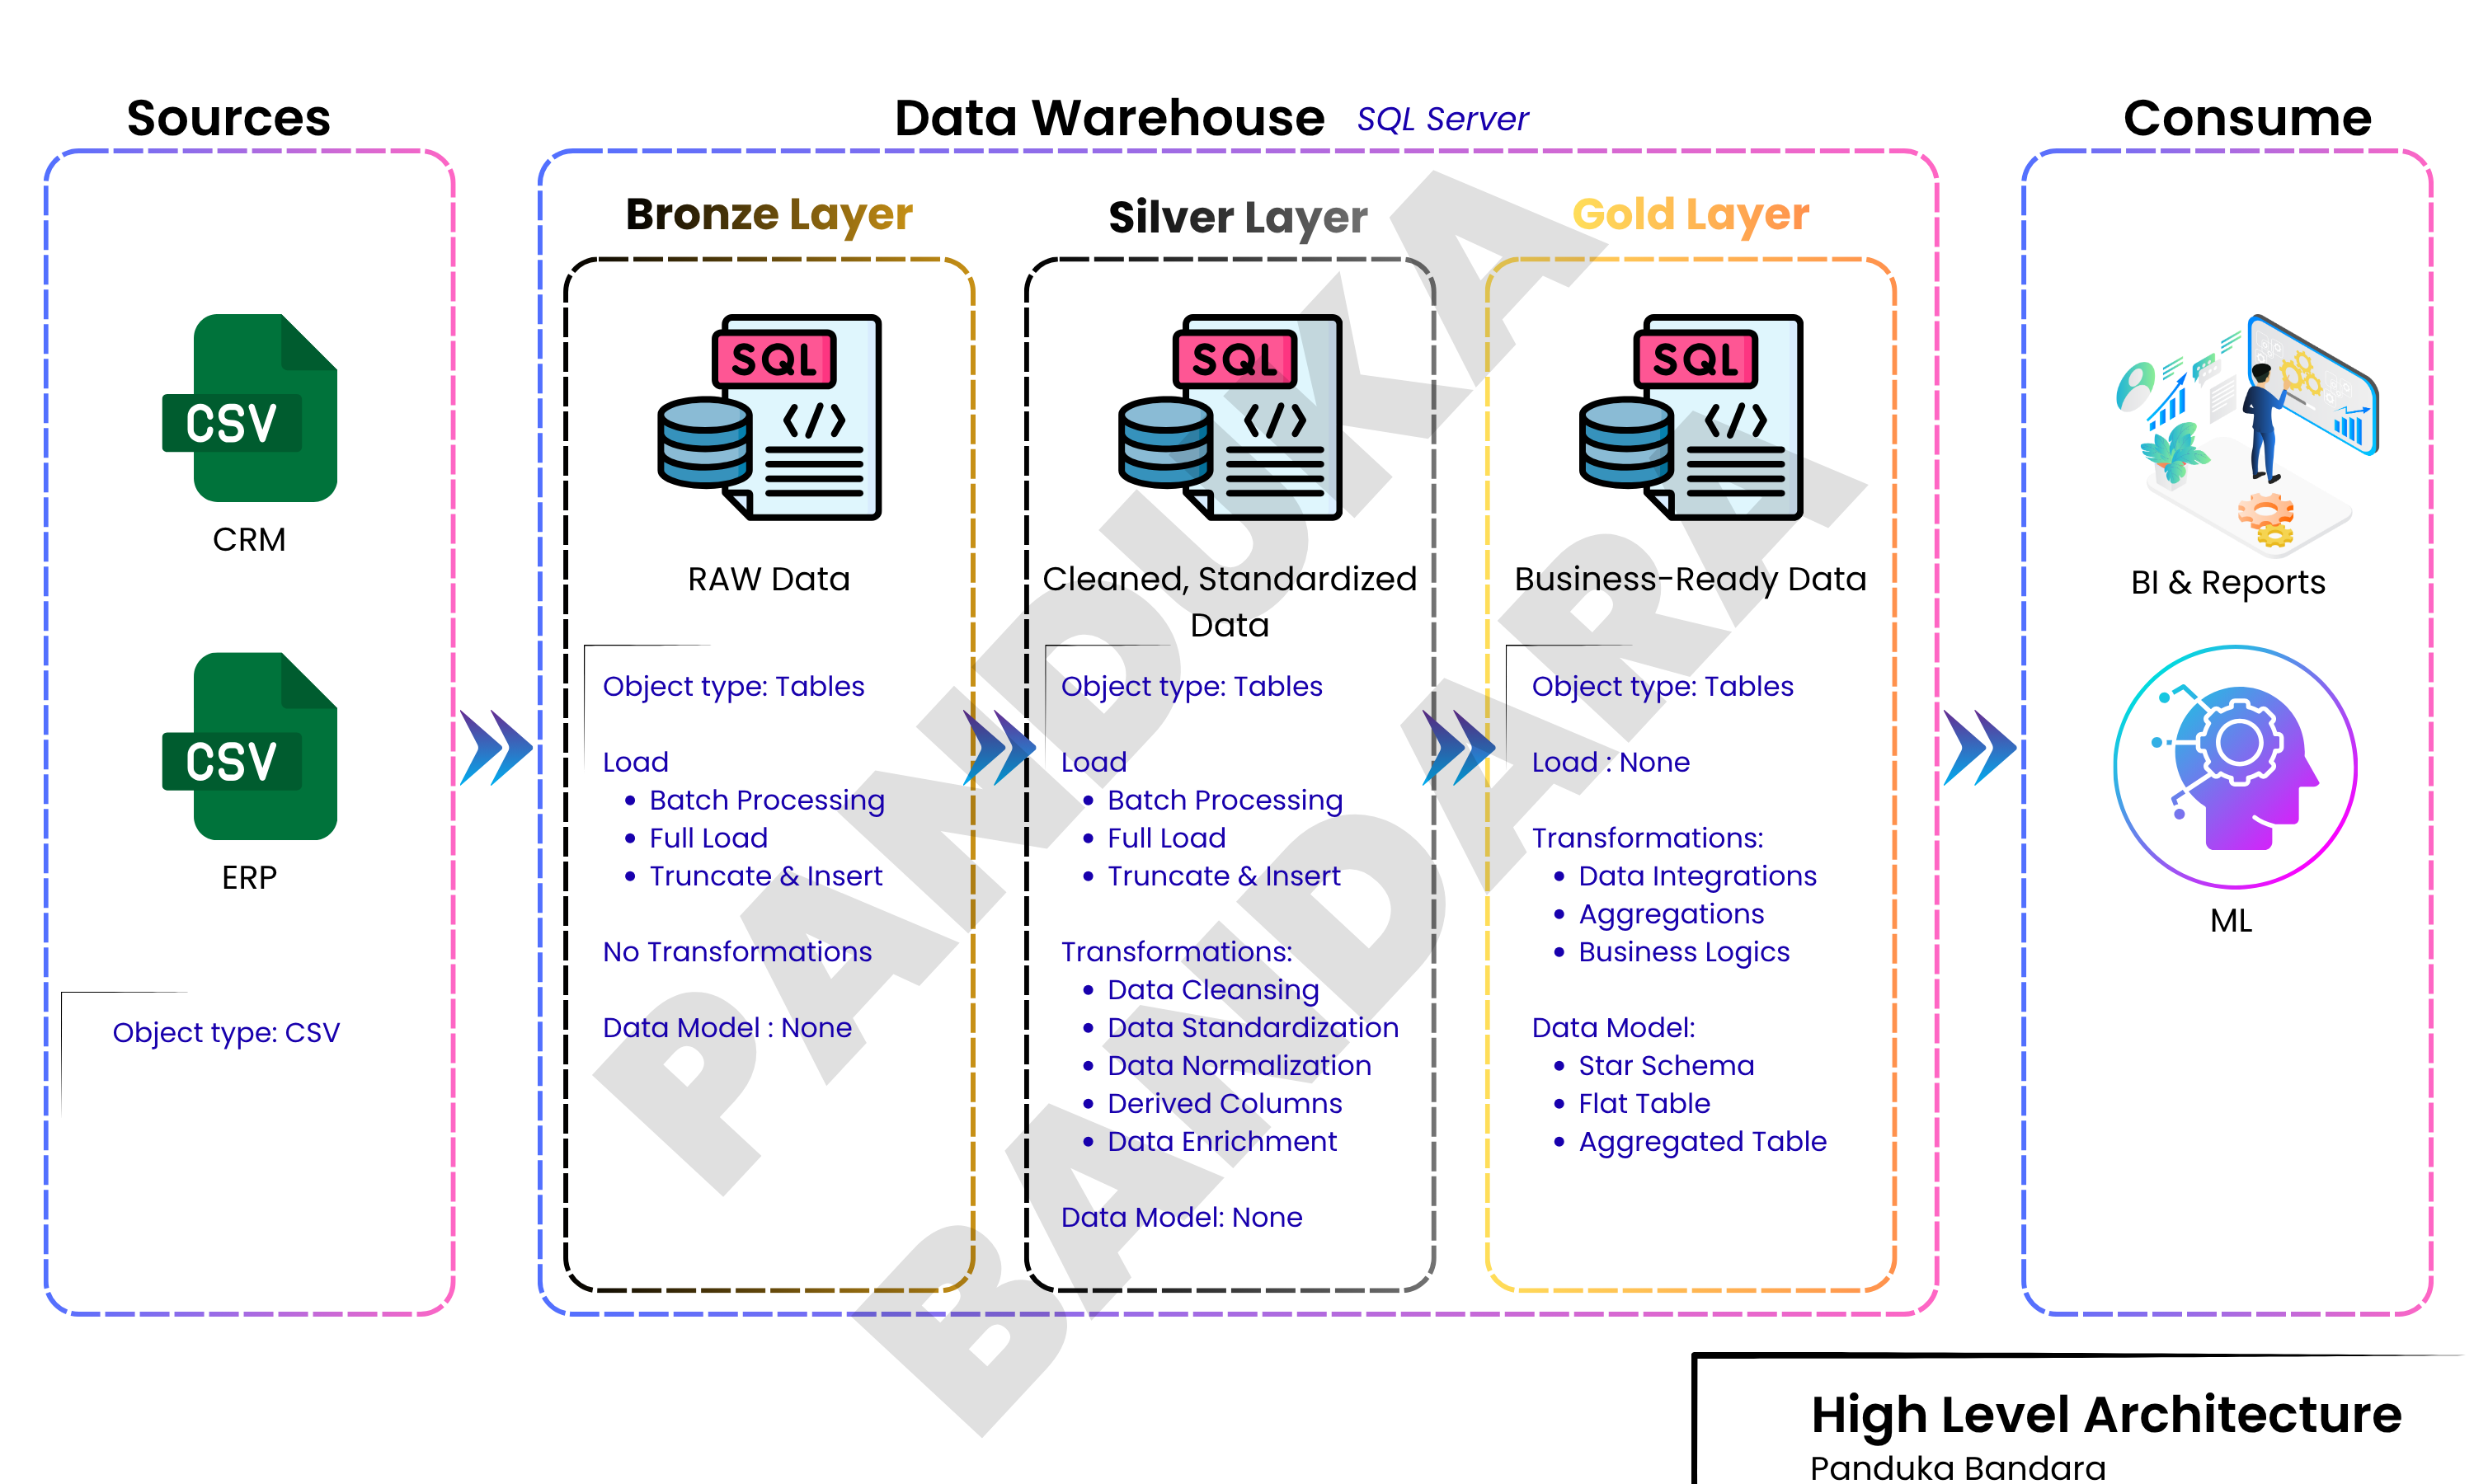 Sources
CSV
CRM
CSV
ERP
Object type: CSV
Data Warehouse SQL Server
Bronze Layer
SQL
</>
RAW Data
Object type: Tables
Load
• Batch Processing
• Full Load
• Truncate & Insert
No Transformations
Data Model : None
Silver Layer
SQL
</>
Cleaned, Standardized
Data
Object type: Tables
Load
• Batch Processing
• Full Load
• Truncate & Insert
Transformations:
• Data Cleansing
• Data Standardization
• Data Normalization
• Derived Columns
• Data Enrichment
Data Model: None
Gold Layer
SQL
</>
Business-Ready Data
Object type: Tables
Load : None
Transformations:
• Data Integrations
• Aggregations
• Business Logics
Data Model:
• Star Schema
• Flat Table
• Aggregated Table
Consume
BI & Reports
ML
PANDUKA
BANDARA
High Level Architecture
Panduka Bandara